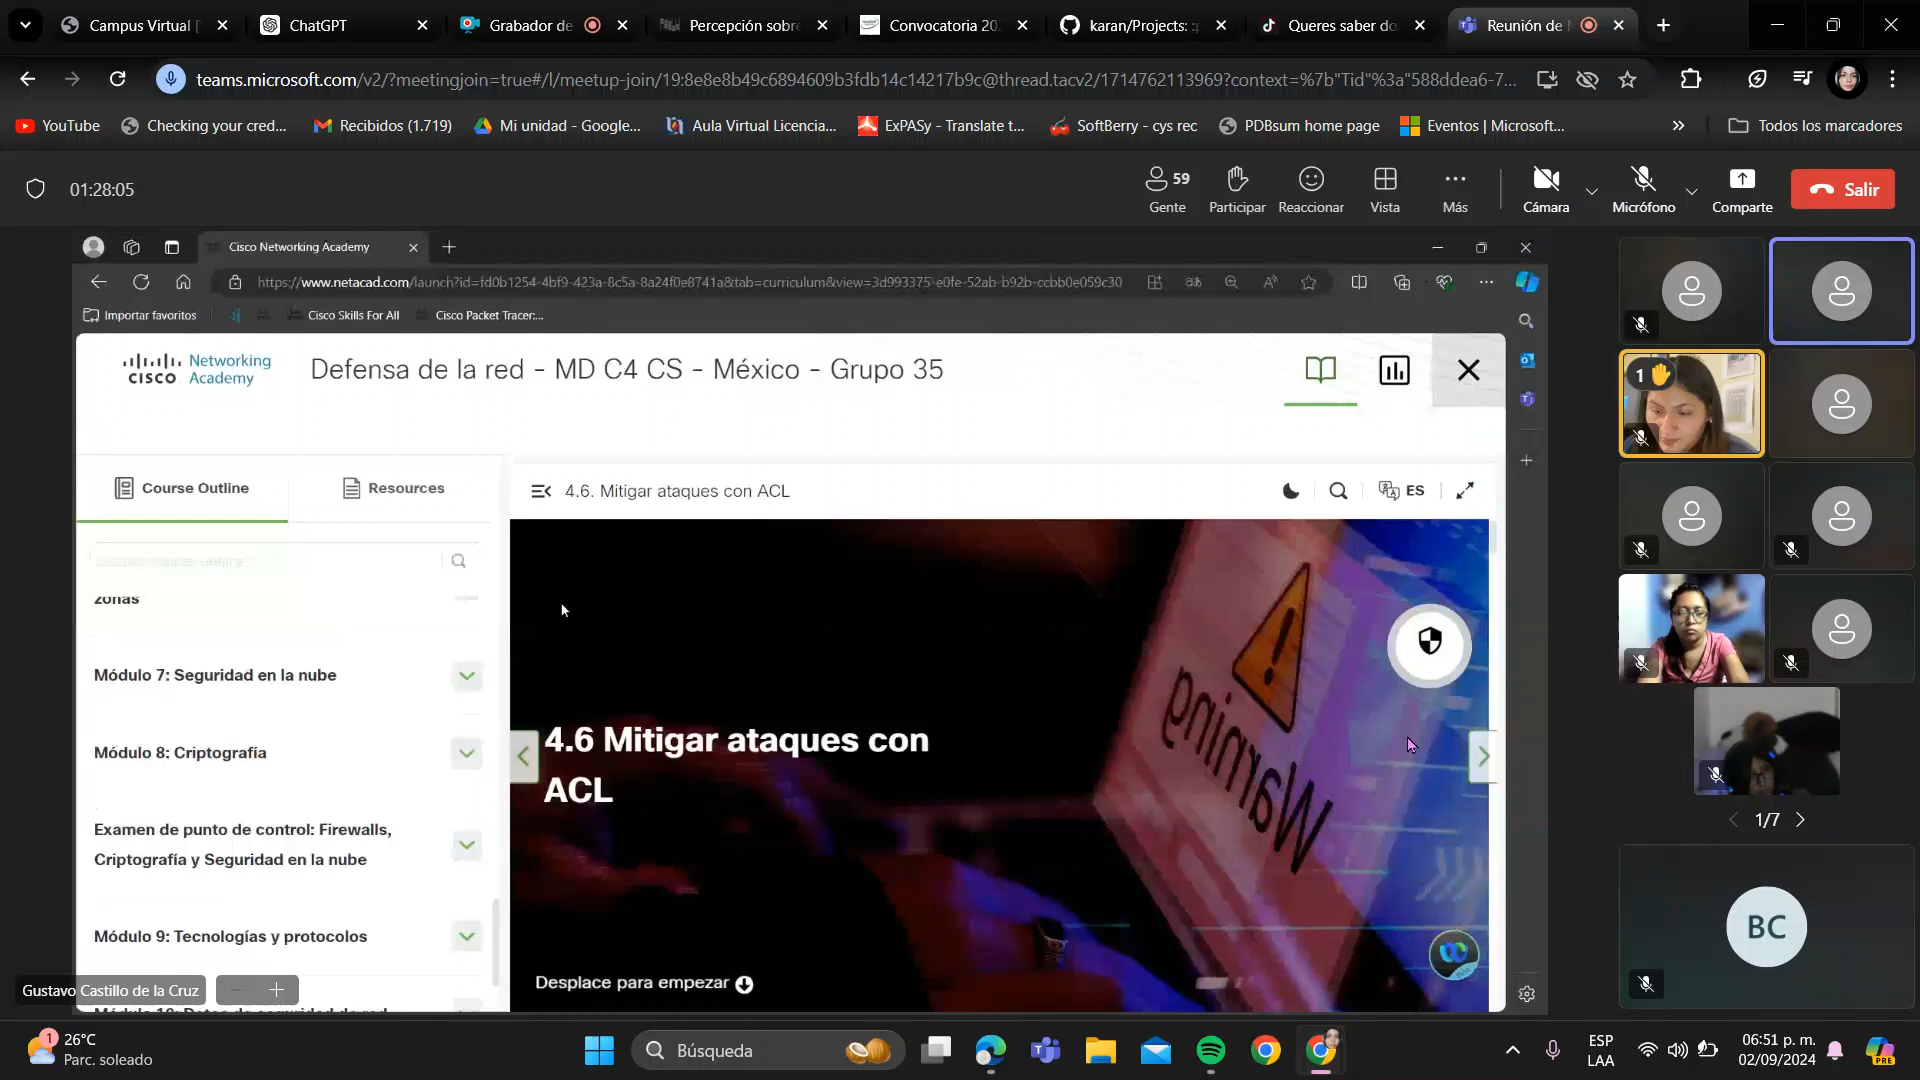 Campus Virtual [
ChatGPT
Grabador de
Percepción sobr
Convocatoria 20
karan/Projects: :p
Queres saber do
Reunión de
teams.microsoft.com/v2/?meetingjoin=true#/l/meetup-join/19:8e8e8b49c6894609b3fdb14c14217b9c@thread.tacv2/1714762113969?context=%7b"Tid"%3a"588ddea6-7...
YouTube
Checking your cred...
Recibidos (1.719)
Mi unidad - Google...
Aula Virtual Licencia...
ExPASy - Translate t...
SoftBerry - cys rec
PDBsum home page
Eventos | Microsoft...
Todos los marcadores
01:28:05
59
Gente
Participar
Reaccionar
Vista
Más
Cámara
Micrófono
Comparte
Salir
Cisco Networking Academy
https://www.netacad.com/launch?id=fd0b1254-4bf9-423a-8c5a-8a24f0e8741a&tab=curriculum&view=3d993375-e0fe-52ab-b92b-ccbb0e059c30
Importar favoritos
Cisco Skills For All
Cisco Packet Tracer:...
CISCO
Networking
Academy
Defensa de la red - MD C4 CS - México - Grupo 35
Course Outline
Resources
4.6. Mitigar ataques con ACL
ES
zonas
Módulo 7: Seguridad en la nube
Módulo 8: Criptografía
Examen de punto de control: Firewalls,
Criptografía y Seguridad en la nube
Módulo 9: Tecnologías y protocolos
4.6 Mitigar ataques con
ACL
Warning
Desplace para empezar
Gustavo Castillo de la Cruz
1
1/7
BC
1
26°C
Parc. soleado
Búsqueda
PRE
ESP
LAA
06:51 p. m.
02/09/2024